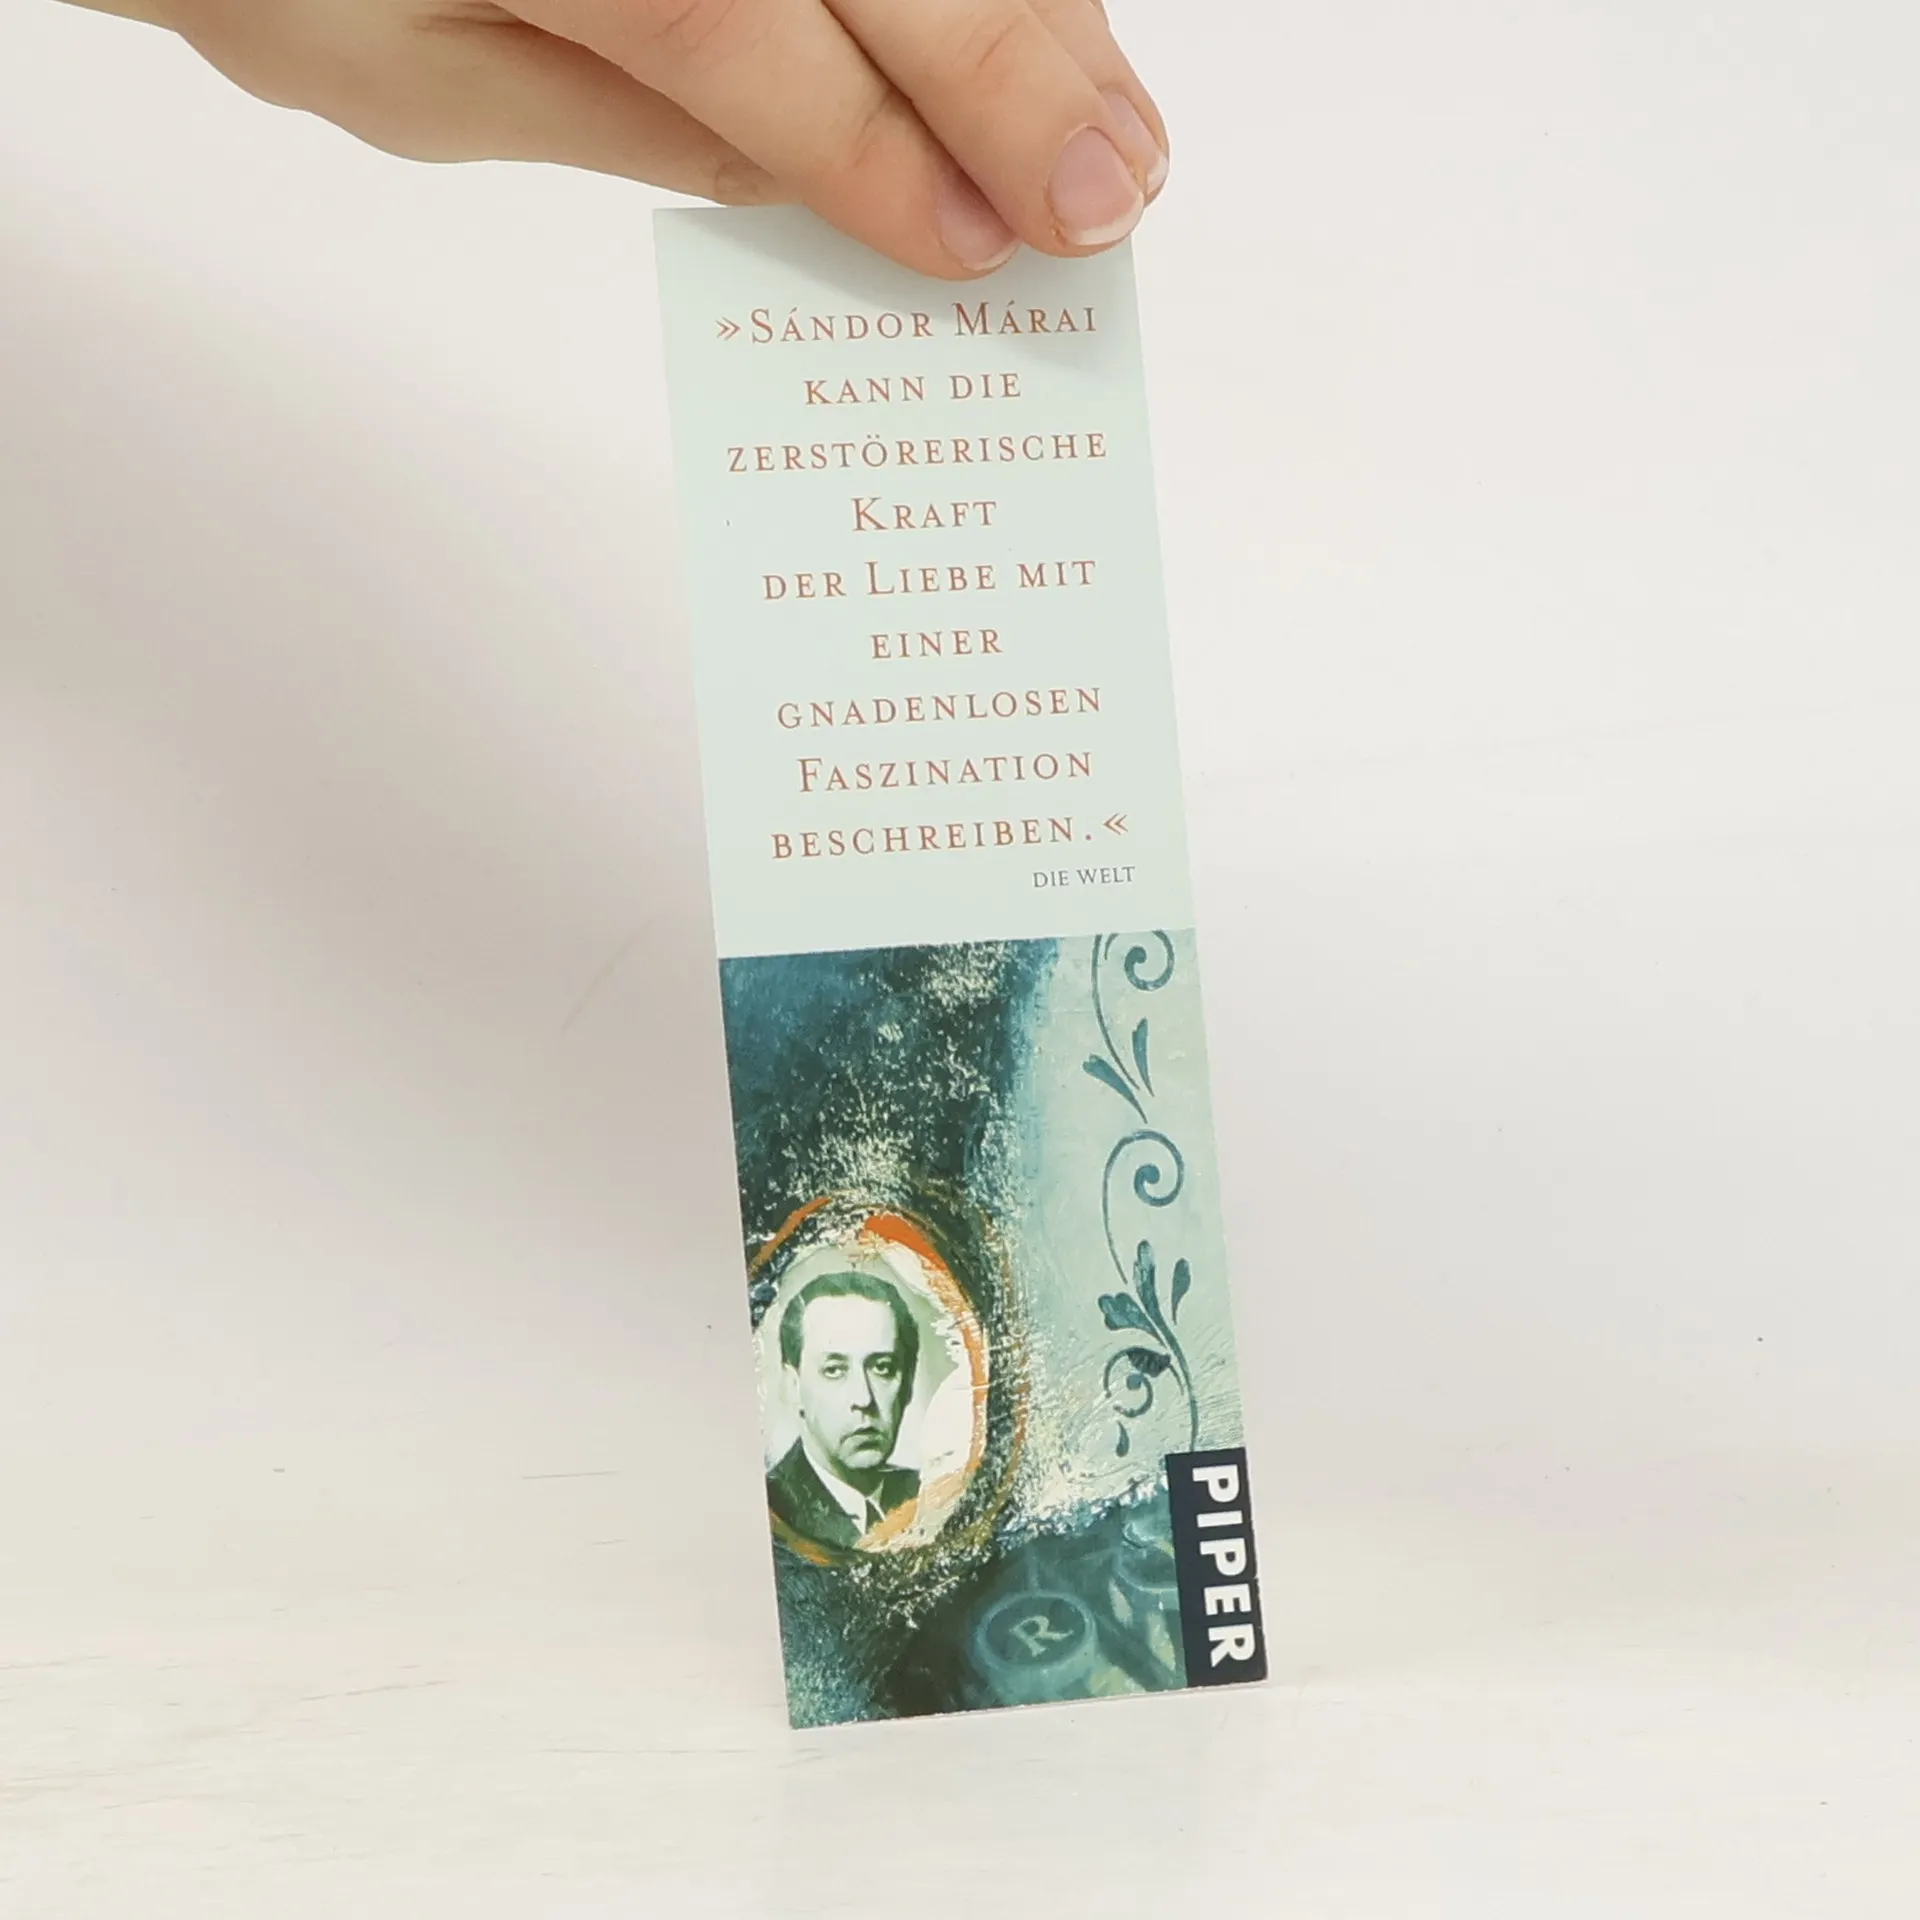 »Sándor Márai
kann die
zerstörerische
Kraft
der Liebe mit
einer
gnadenlosen
Faszination
beschreiben.«
DIE WELT
PIPER
R